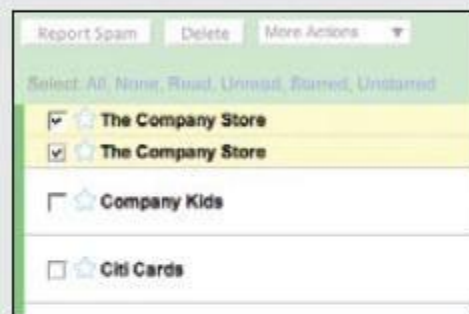 Report Spam Delete More Actions
Select: All, None, Read, Unread, Starred, Unstarred
The Company Store
The Company Store
Company Kids
Citi Cards